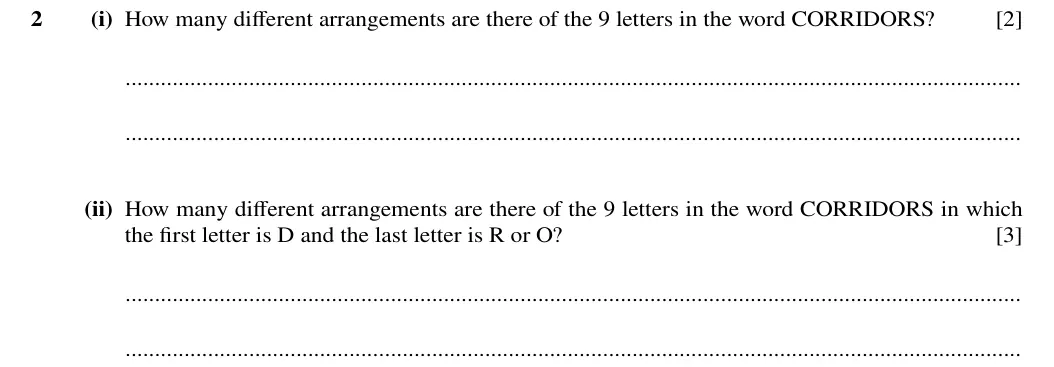 2 (i) How many different arrangements are there of the 9 letters in the word CORRIDORS? [2]
(ii) How many different arrangements are there of the 9 letters in the word CORRIDORS in which
the first letter is D and the last letter is R or O? [3]